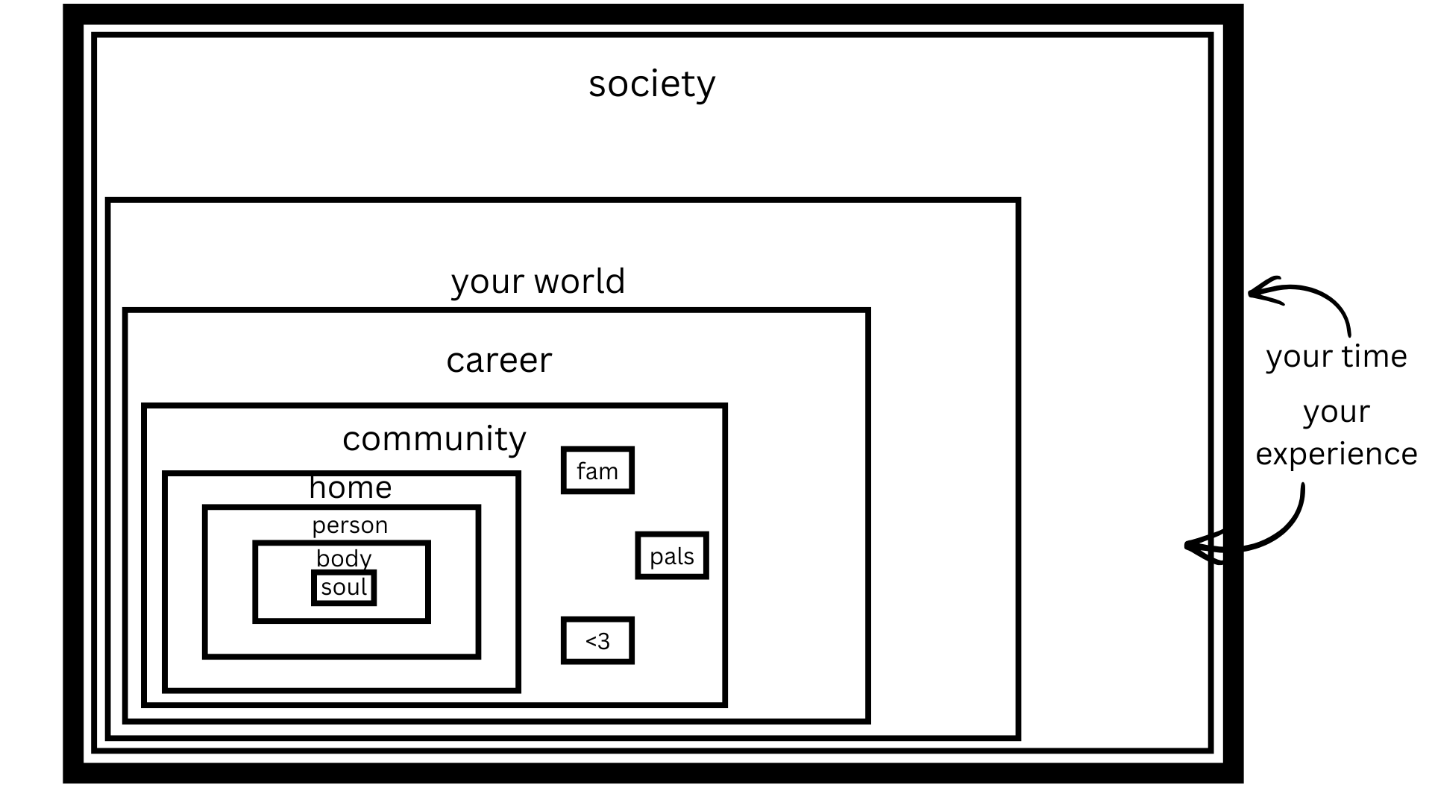 society
your world
career
community
fam
home
person
pals
body
soul
<3
your time
your
experience